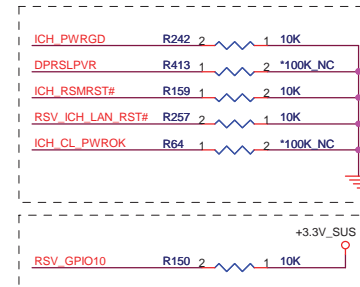 ICH_PWRGD R242 2 1 10K
DPRSLPVR R413 1 2 *100K_NC
ICH_RSMRST# R159 1 2 10K
RSV_ICH_LAN_RST# R257 2 1 10K
ICH_CL_PWROK R64 1 2 *100K_NC
+3.3V_SUS
RSV_GPIO10 R150 2 1 10K